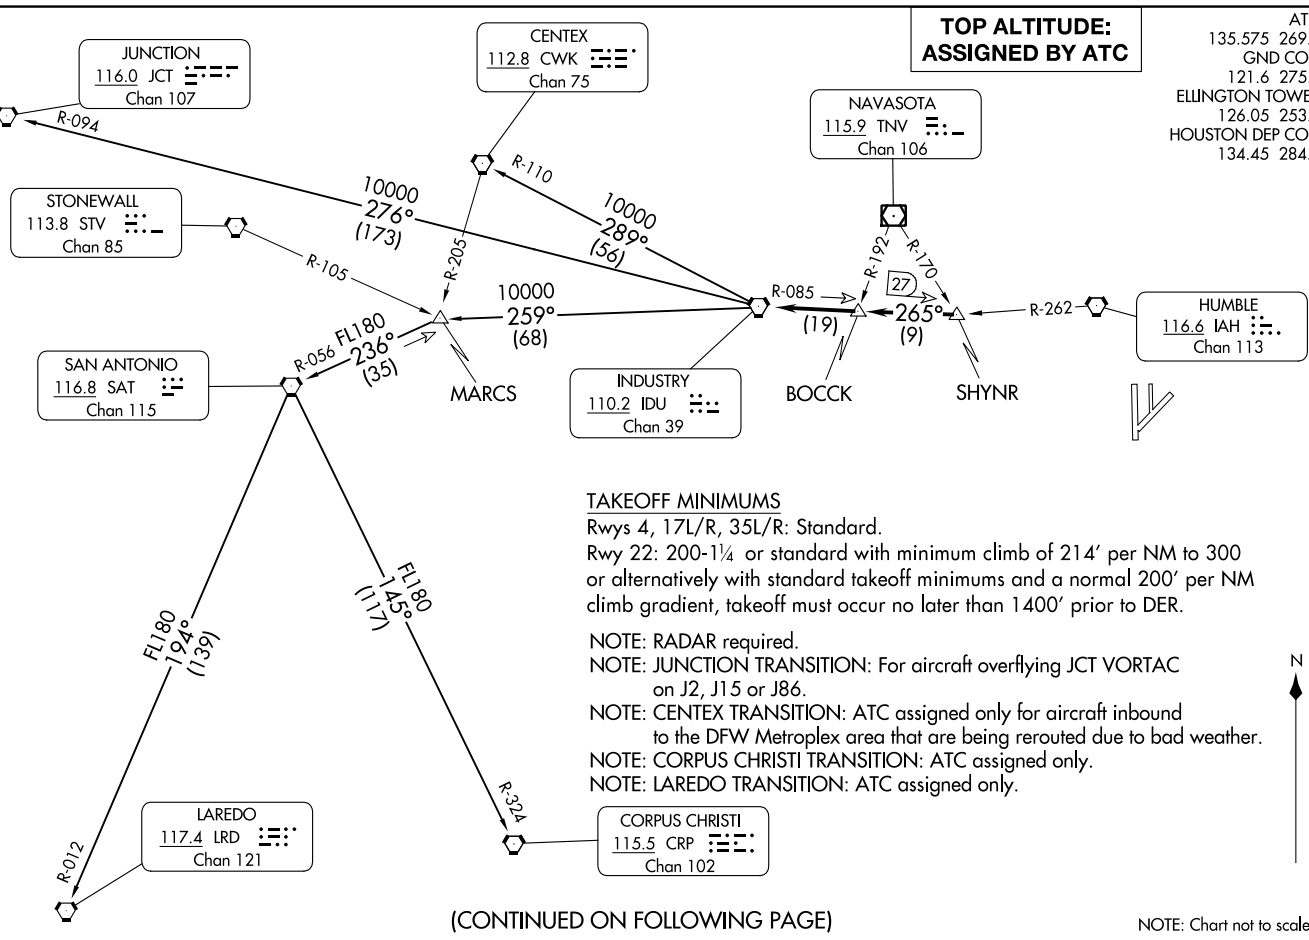 TOP ALTITUDE:
ASSIGNED BY ATC
135.575 269.
GND CO
121.6 275
ELLINGTON TOWE
126.05 253.
HOUSTON DEP CO
134.45 284.
JUNCTION
116.0 JCT
Chan 107
CENTEX
112.8 CWK
Chan 75
NAVASOTA
115.9 TNV
Chan 106
STONEWALL
113.8 STV
Chan 85
SAN ANTONIO
116.8 SAT
Chan 115
INDUSTRY
110.2 IDU
Chan 39
HUMBLE
116.6 IAH
Chan 113
LAREDO
117.4 LRD
Chan 121
CORPUS CHRISTI
115.5 CRP
Chan 102
R-094
10000
276°
(173)
R-110
10000
289°
(56)
R-205
R-105
10000
259°
(68)
R-056
FL180
236°
(35)
MARCS
R-085
(19)
R-192
R-170
27
265°
(9)
R-262
BOCCK
SHYNR
FL180
194°
(139)
R-012
FL180
145°
(117)
R-324
TAKEOFF MINIMUMS
Rwys 4, 17L/R, 35L/R: Standard.
Rwy 22: 200-1¼ or standard with minimum climb of 214' per NM to 300
or alternatively with standard takeoff minimums and a normal 200' per NM
climb gradient, takeoff must occur no later than 1400' prior to DER.
NOTE: RADAR required.
NOTE: JUNCTION TRANSITION: For aircraft overflying JCT VORTAC
on J2, J15 or J86.
NOTE: CENTEX TRANSITION: ATC assigned only for aircraft inbound
to the DFW Metroplex area that are being rerouted due to bad weather.
NOTE: CORPUS CHRISTI TRANSITION: ATC assigned only.
NOTE: LAREDO TRANSITION: ATC assigned only.
N
(CONTINUED ON FOLLOWING PAGE)
NOTE: Chart not to scale